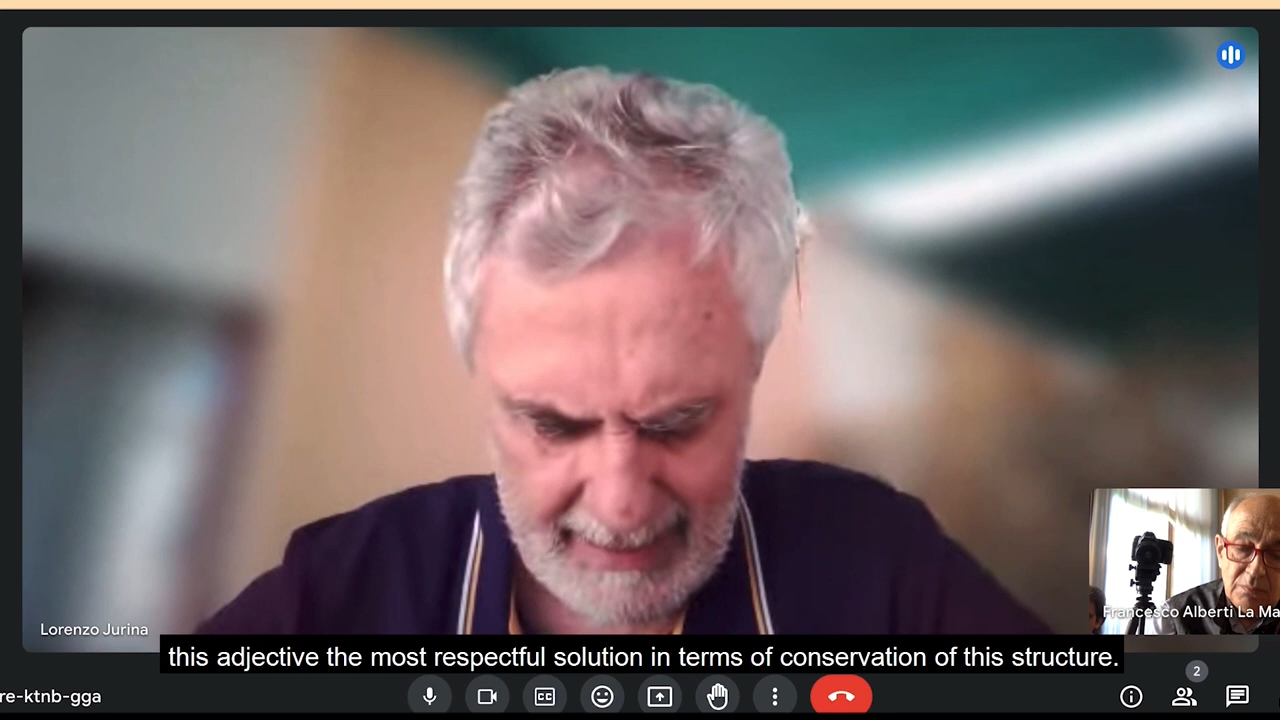 Francesco Alberti La Ma
Lorenzo Jurina
this adjective the most respectful solution in terms of conservation of this structure.
2
re-ktnb-gga
CC